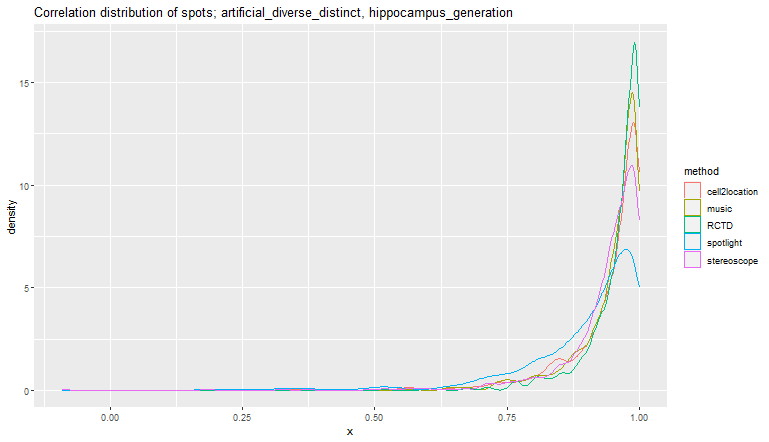 Correlation distribution of spots; artificial_diverse_distinct, hippocampus_generation
15
10
5
0
density
0.00 0.25 0.50 0.75 1.00
x
method
cell2location
music
RCTD
spotlight
stereoscope